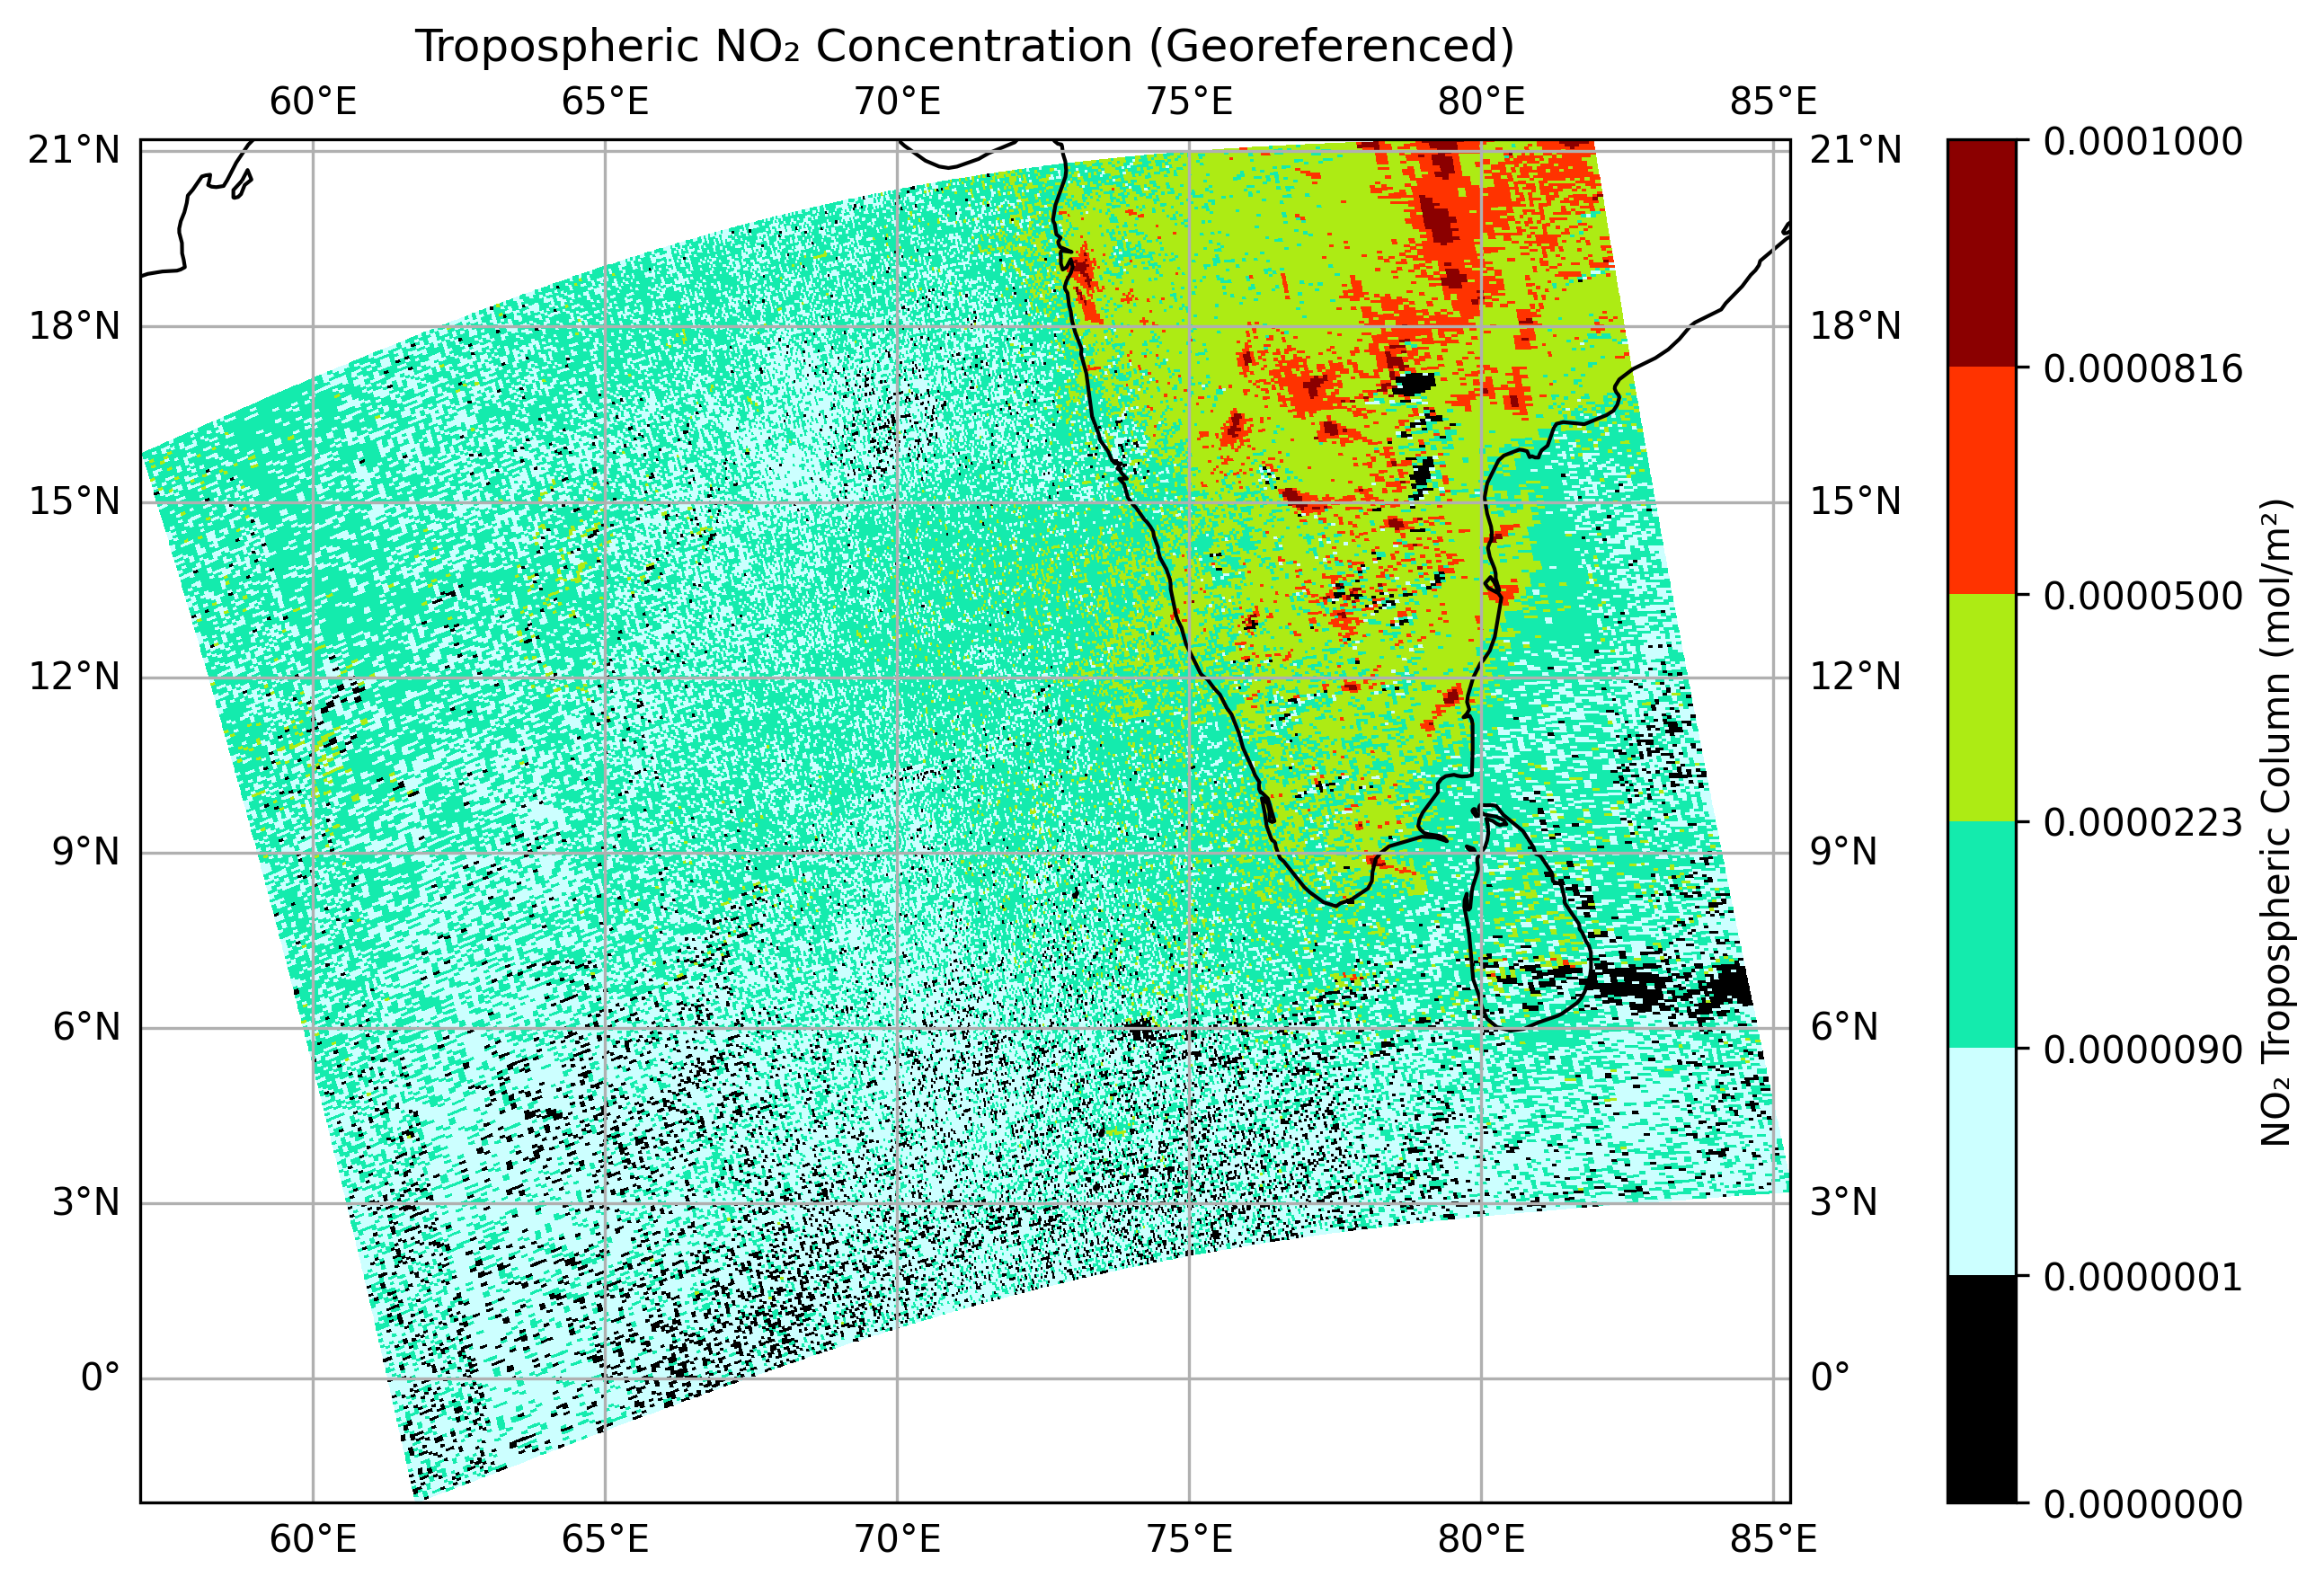 Tropospheric NO₂ Concentration (Georeferenced)
60°E 65°E 70°E 75°E 80°E 85°E
21°N 21°N 0.0001000
18°N 18°N
0.0000816
15°N 15°N
0.0000500
12°N 12°N
0.0000223
9°N 9°N
6°N 6°N
0.0000090
3°N 3°N
0.0000001
0° 0°
0.0000000
60°E 65°E 70°E 75°E 80°E 85°E
NO₂ Tropospheric Column (mol/m²)